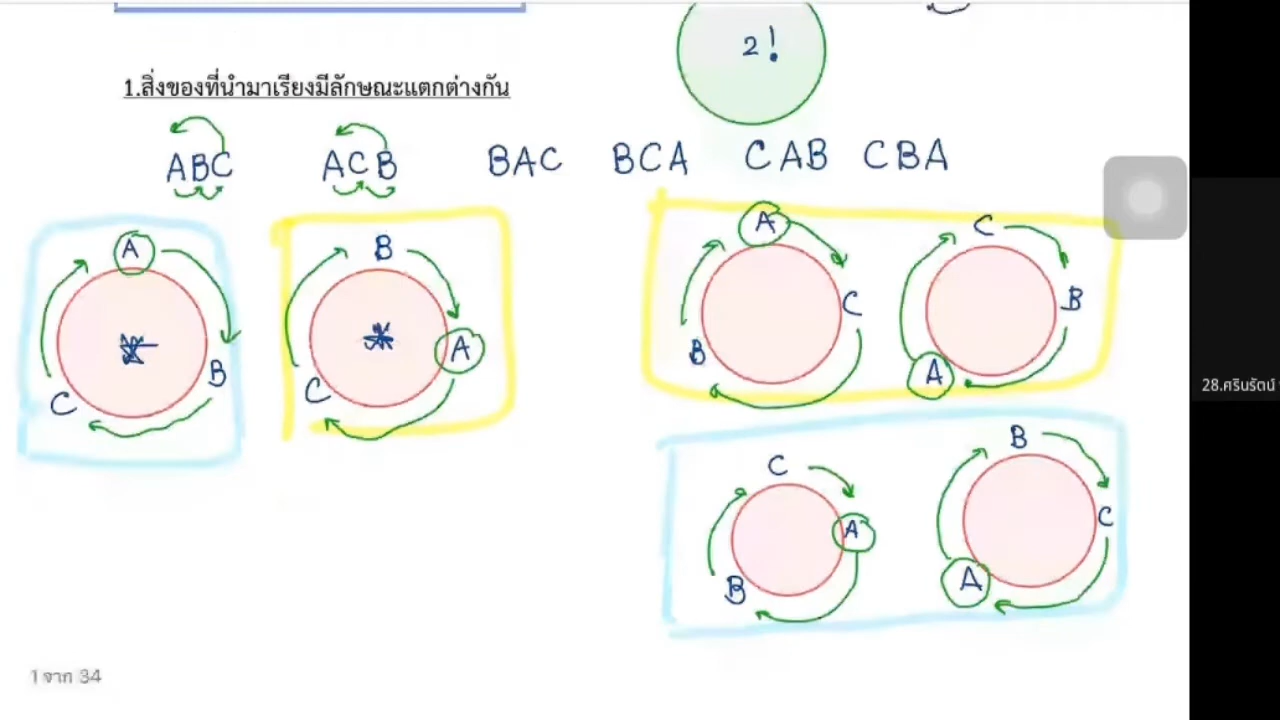 2!
1.สิ่งของที่นำมาเรียงมีลักษณะแตกต่างกัน
ABC ACB BAC BCA CAB CBA
A B C
B A C
A C B
C B A
C A B
B C A
28.ศรินรัตน์
1 จาก 34